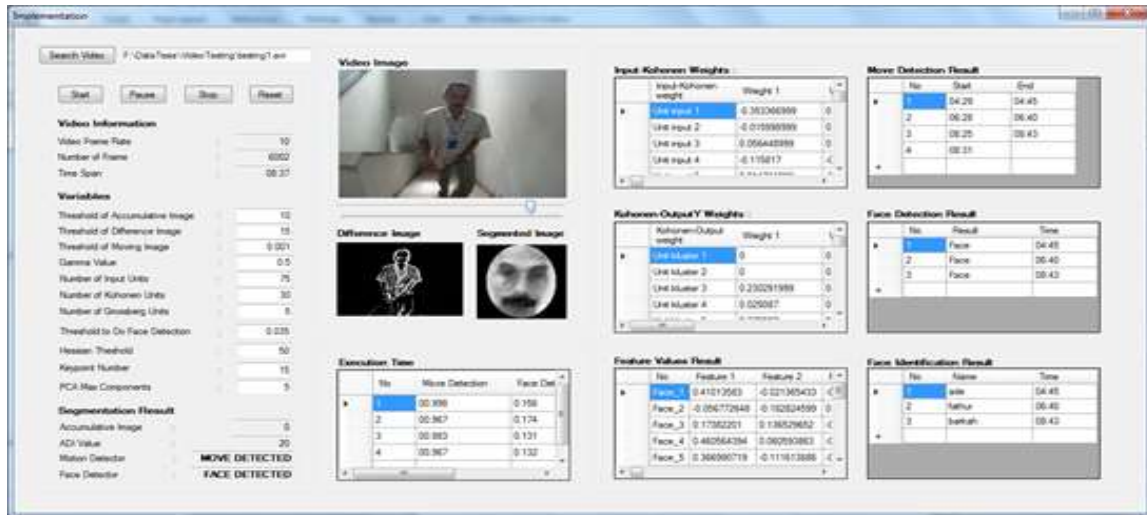 Implementation
Search Video F:\Data Tesis\Video Testing\testing1.avi
Start Pause Stop Reset
Video Information
Video Frame Rate : 10
Number of Frame : 6002
Time Span : 08:37
Variables
Threshold of Accumulative Image : 10
Threshold of Difference Image : 15
Threshold of Moving Image : 0.001
Gamma Value : 0.5
Number of Input Units : 75
Number of Kohonen Units : 30
Number of Grossberg Units : 5
Threshold to Do Face Detection : 0.035
Hessian Threshold : 50
Keypoint Number : 15
PCA Max Components : 5
Segmentation Result
Accumulative Image : 0
ADI Value : 20
Motion Detector : MOVE DETECTED
Face Detector : FACE DETECTED
Video Image
Difference Image Segmented Image
Execution Time
No Move Detection Face Det
1 00.998 0.156
2 00.967 0.174
3 00.983 0.131
4 00.967 0.132
Input-Kohonen Weights :
Input-Kohonen weight Weight 1
Unit input 1
Unit input 2
Unit input 3 0.056448999
Unit input 4 -0.115817
Kohonen-OutputY Weights :
Kohonen-Output weight Weight 1
Unit kluster 1 0 0
Unit kluster 2 0 0
Unit kluster 3 0.230291999 0
Unit kluster 4 0.025087 0
Feature Values Result
No Feature 1 Feature 2
Face_1 0.41013583 -0.021365433
Face_2 -0.056772848 -0.182824599
Face_3 0.17382201 0.136529652
Face_4 0.460564394 0.060593863
Face_5 0.366980719 -0.111613686
Move Detection Result
No Start End
1 04:29 04:45
2 06:28 06:40
3 08:25 08:43
4 08:31
Face Detection Result
No Result Time
1 Face 04:45
2 Face 06:40
3 Face 08:43
Face Identification Result
No Name Time
1 04:45
2 fathur 06:40
3 barkah 08:43